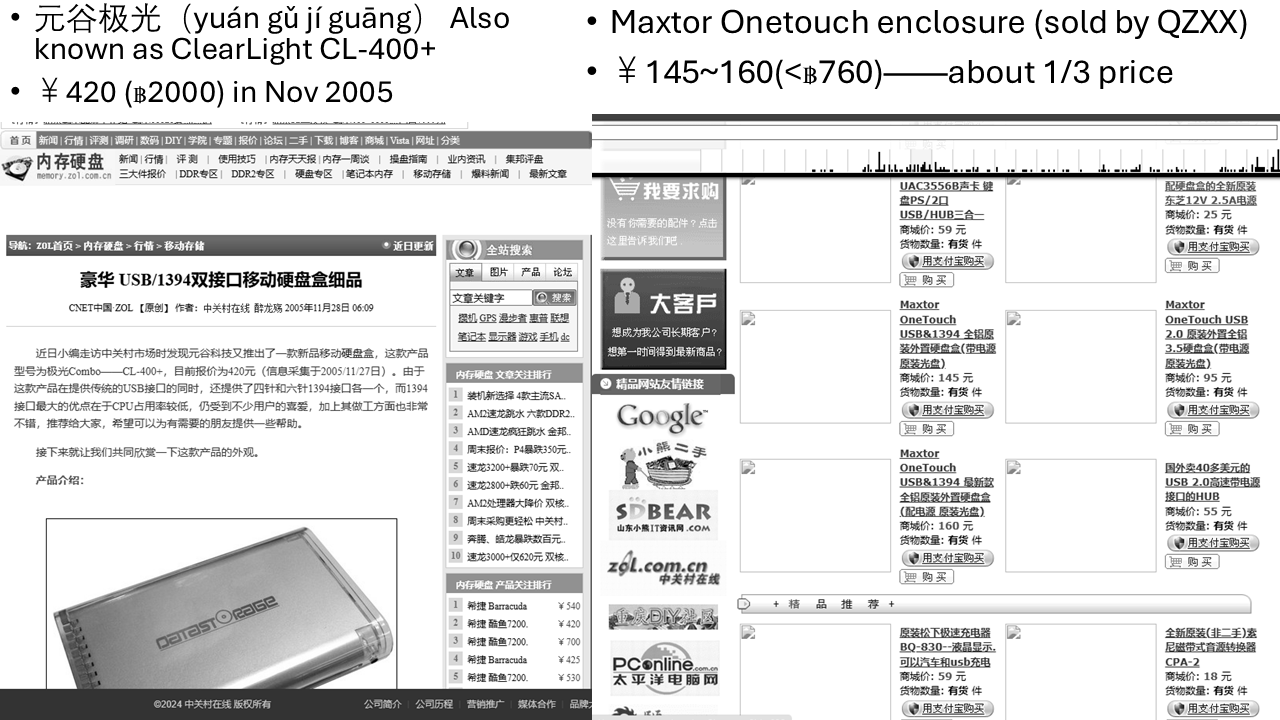 • 元谷极光（yuán gǔ jí guāng） Also
known as ClearLight CL-400+
• ￥420 (฿2000) in Nov 2005
• Maxtor Onetouch enclosure (sold by QZXX)
• ￥145~160(<฿760)——about 1/3 price
首 页 新闻 | 行情 | 评测 | 调研 | 数码 | DIY | 学院 | 专题 | 报价 | 论坛 | 二手 | 下载 | 博客 | 商城 | Vista | 网址 | 分类
内存硬盘
memory.zol.com.cn
新闻 | 行情 | 评 测 | 使用技巧 | 内存天天报 | 内存一周谈 | 操盘指南 | 业内资讯 | 集邦评盘
三大件报价 | DDR专区 | DDR2专区 | 硬盘专区 | 笔记本内存 | 移动存储 | 爆料新闻 | 最新文章
导航：ZOL首页 > 内存硬盘 > 行情 > 移动存储
近日更新
豪华 USB/1394双接口移动硬盘盒细品
CNET中国·ZOL 【原创】 作者：中关村在线 2005年11月28日 06:09
近日小编走访中关村市场时发现元谷科技又推出了一款新品移动硬盘盒，这款产品
型号为极光Combo——CL-400+，目前报价为420元（信息采集于2005/11/27日）。由于
这款产品在提供传统的USB接口的同时，还提供了四针和六针1394接口各一个，而1394
接口最大的优点在于CPU占用率较低，仍受到不少用户的喜爱，加上其做工方面也非常
不错，推荐给大家，希望可以为有需要的朋友提供一些帮助。
接下来就让我们共同欣赏一下这款产品的外观。
产品介绍：
DATASTORAGE
全站搜索
文章 图片 产品 论坛
文章关键字 搜索
摄机 GPS 漫步者 惠普 联想
笔记本 显示器 游戏 手机 dc
内存硬盘 文章关注排行
1 装机新选择 4款主流SA..
2 AM2速龙跳水 六款DDR2..
3 AMD速龙疯狂跳水 金邦..
4 周末报价：P4暴跌350元..
5 速龙3200+暴跌70元 双..
6 速龙2800+跌60元 金邦..
7 AM2处理器大降价 双核..
8 周末采购更轻松 中关村..
9 奔腾、皓龙暴跌数百元..
10 速龙3000+仅620元 双核..
内存硬盘 产品关注排行
1 希捷 Barracuda ￥540
2 希捷 酷鱼7200. ￥420
3 希捷 酷鱼7200. ￥700
4 希捷 Barracuda ￥425
5 希捷 酷鱼7200. ￥530
©2024 中关村在线 版权所有
公司简介 | 公司历程 | 营销推广 | 媒体合作 | 品牌
我要求购
没有你需要的配件？点击
这里告诉我们吧
大客戶
想成为我公司长期客户？
想第一时间得到最新商品？
精品网站友情链接
Google™
小熊二手
SDBEAR
山东小熊IT资讯网.COM
zol.com.cn
中关村在线
重庆DIY社区
PConline.com.cn
太平洋电脑网
UAC3556B声卡 键
盘PS/2口
USB/HUB三合一
商城价: 59 元
货物数量: 有货 件
用支付宝购买
购 买
配硬盘盒的全新原装
东芝12V 2.5A电源
商城价: 25 元
货物数量: 有货 件
用支付宝购买
购 买
Maxtor
OneTouch
USB&1394 全铝原
装外置硬盘盒(带电源
原装光盘)
商城价: 145 元
货物数量: 有货 件
用支付宝购买
购 买
Maxtor
OneTouch USB
2.0 原装外置全铝
3.5硬盘盒(带电源
原装光盘)
商城价: 95 元
货物数量: 有货 件
用支付宝购买
购 买
Maxtor
OneTouch
USB&1394 最新款
全铝原装外置硬盘盒
(配电源 原装光盘)
商城价: 160 元
货物数量: 有货 件
用支付宝购买
购 买
国外卖40多美元的
USB 2.0高速带电源
接口的HUB
商城价: 55 元
货物数量: 有货 件
用支付宝购买
购 买
+ 精 品 推 荐 +
原装松下极速充电器
BQ-830--液晶显示.
可以汽车和usb充电
商城价: 59 元
货物数量: 有货 件
用支付宝购买
全新原装(非二手)索
尼磁带式音源转换器
CPA-2
商城价: 18 元
货物数量: 有货 件
用支付宝购买